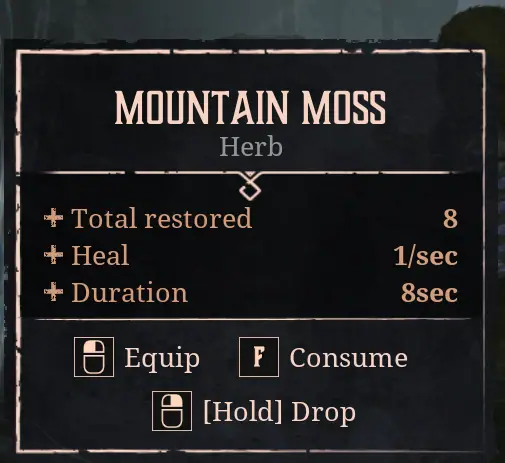 MOUNTAIN MOSS
Herb
Total restored 8
Heal 1/sec
Duration 8sec
Equip F Consume
[Hold] Drop